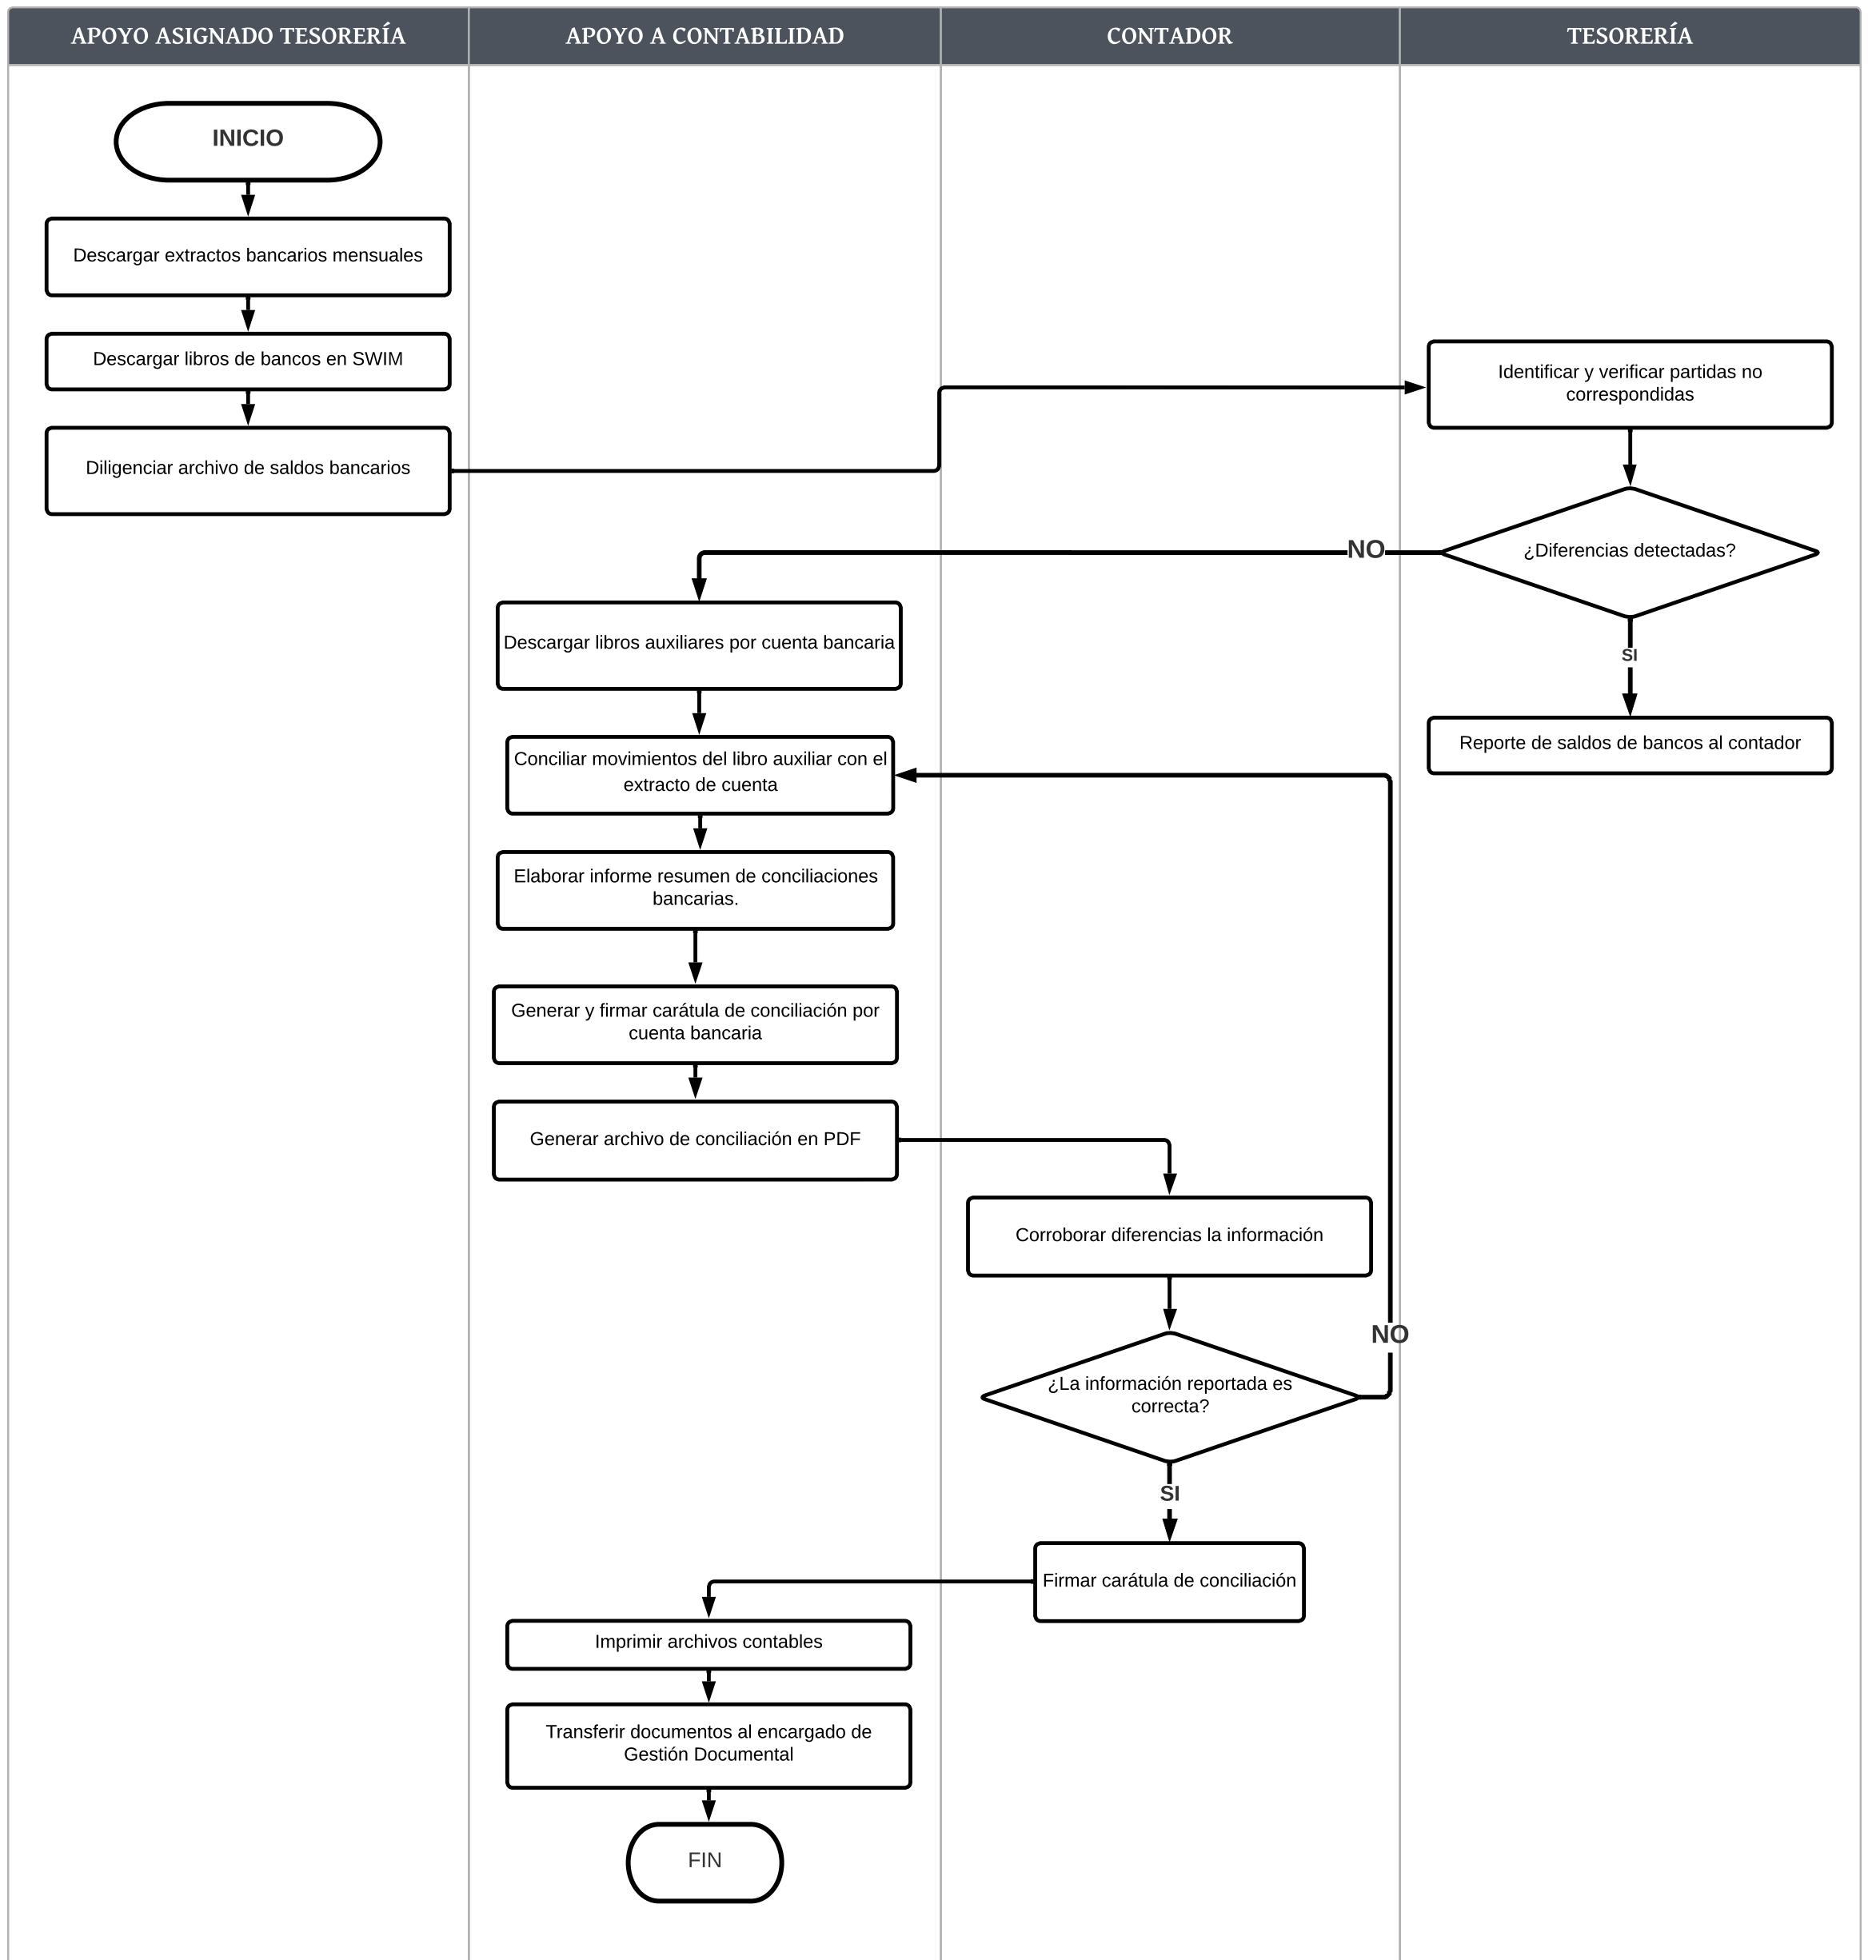 APOYO ASIGNADO TESORERÍA
APOYO A CONTABILIDAD
CONTADOR
TESORERÍA
INICIO
Descargar extractos bancarios mensuales
Descargar libros de bancos en SWIM
Diligenciar archivo de saldos bancarios
Identificar y verificar partidas no
correspondidas
¿Diferencias detectadas?
NO
SI
Reporte de saldos de bancos al contador
Descargar libros auxiliares por cuenta bancaria
Conciliar movimientos del libro auxiliar con el
extracto de cuenta
Elaborar informe resumen de conciliaciones
bancarias.
Generar y firmar carátula de conciliación por
cuenta bancaria
Generar archivo de conciliación en PDF
Corroborar diferencias la información
¿La información reportada es
correcta?
NO
SI
Firmar carátula de conciliación
Imprimir archivos contables
Transferir documentos al encargado de
Gestión Documental
FIN